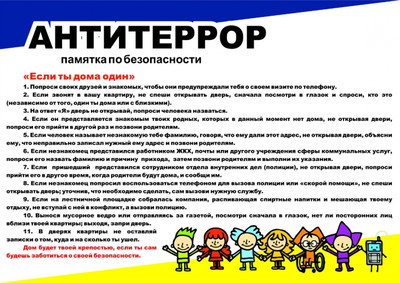 АНТИТЕРРОР
памятка по безопасности
«Если ты дома один»
1. Попроси своих друзей и знакомых, чтобы они предупреждали тебя о своем визите по телефону.
2. Если звонят в вашу квартиру, не спеши открывать дверь, сначала посмотри в глазок и спроси, кто это
(независимо от того, один ты дома или с близкими).
3. На ответ «Я» дверь не открывай, попроси человека назваться.
4. Если он представляется знакомым твоих родных, которых в данный момент нет дома, не открывая двери,
попроси его прийти в другой раз и позвони родителям.
5. Если человек называет незнакомую тебе фамилию, говоря, что ему дали этот адрес, не открывая двери, объясни
ему, что неправильно записал нужный ему адрес и позвони родителям.
6. Если незнакомец представился работником ЖКХ, почты или другого учреждения сферы коммунальных услуг,
попроси его назвать фамилию и причину прихода, затем позвони родителям и выполни их указания.
7. Если пришедший представился сотрудником отдела внутренних дел (полиции), не открывая дверь, попроси
прийти его в другое время, когда родители будут дома, и сообщи им.
8. Если незнакомец попросил воспользоваться телефоном для вызова полиции или «скорой помощи», не спеши
открывать дверь; уточнив, что необходимо сделать, сам вызови нужную службу.
9. Если на лестничной площадке собралась компания, распивающая спиртные напитки и мешающая твоему
отдыху, не вступай с ней в конфликт, а вызови полицию.
10. Вынося мусорное ведро или отправляясь за газетой, посмотри сначала в глазок, нет ли посторонних лиц
вблизи твоей квартиры; выходя, запри дверь.
11. В дверях квартиры не оставляй
записки о том, куда и на сколько ты ушел.
Дом будет твоей крепостью, если ты сам
будешь заботиться о своей безопасности.